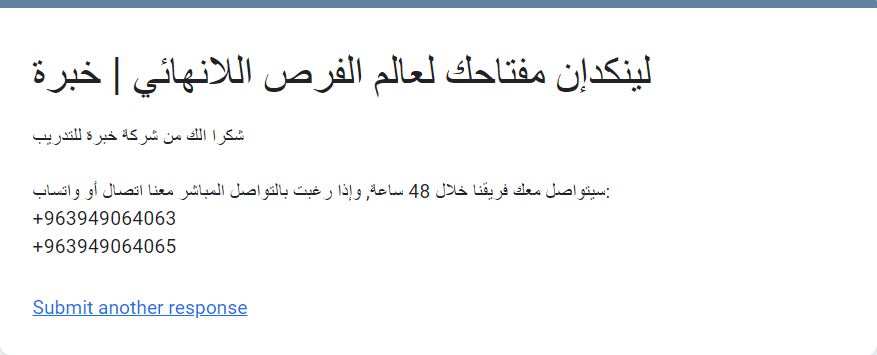 لينكدإن مفتاحك لعالم الفرص اللانهائي | خبرة
شكرا الك من شركة خبرة للتدريب
سيتواصل معك فريقنا خلال 48 ساعة, وإذا رغبت بالتواصل المباشر معنا اتصال أو واتساب:
+963949064063
+963949064065
Submit another response